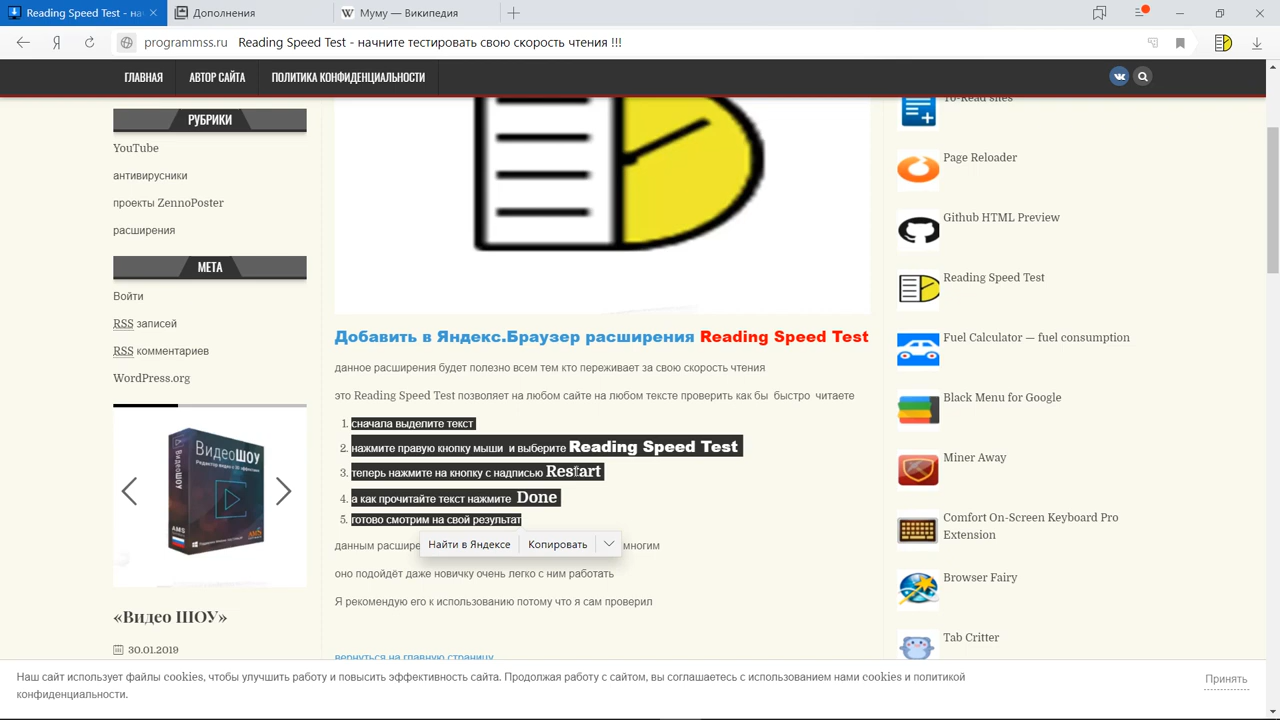 Reading Speed Test - на
Дополнения
Муму — Википедия
programmss.ru Reading Speed Test - начните тестировать свою скорость чтения !!!
ГЛАВНАЯ АВТОР САЙТА ПОЛИТИКА КОНФИДЕНЦИАЛЬНОСТИ
РУБРИКИ
YouTube
антивирусники
проекты ZennoPoster
расширения
МЕТА
Войти
RSS записей
RSS комментариев
WordPress.org
ВидеоШОУ
Редактор видео с эффектами
AMS
«Видео ШОУ»
30.01.2019
Добавить в Яндекс.Браузер расширения Reading Speed Test
данное расширения будет полезно всем тем кто переживает за свою скорость чтения
это Reading Speed Test позволяет на любом сайте на любом тексте проверить как бы быстро читаете
1. сначала выделите текст
2. нажмите правую кнопку мыши и выберите Reading Speed Test
3. теперь нажмите на кнопку с надписью Restart
4. а как прочитайте текст нажмите Done
5. готово смотрим на свой результат
Найти в Яндексе Копировать
данным расшире многим
оно подойдёт даже новичку очень легко с ним работать
Я рекомендую его к использованию потому что я сам проверил
вернуться на главную страницу
To-Read sites
Page Reloader
Github HTML Preview
Reading Speed Test
Fuel Calculator — fuel consumption
Black Menu for Google
Miner Away
Comfort On-Screen Keyboard Pro
Extension
Browser Fairy
Tab Critter
Наш сайт использует файлы cookies, чтобы улучшить работу и повысить эффективность сайта. Продолжая работу с сайтом, вы соглашаетесь с использованием нами cookies и политикой
конфиденциальности.
Принять